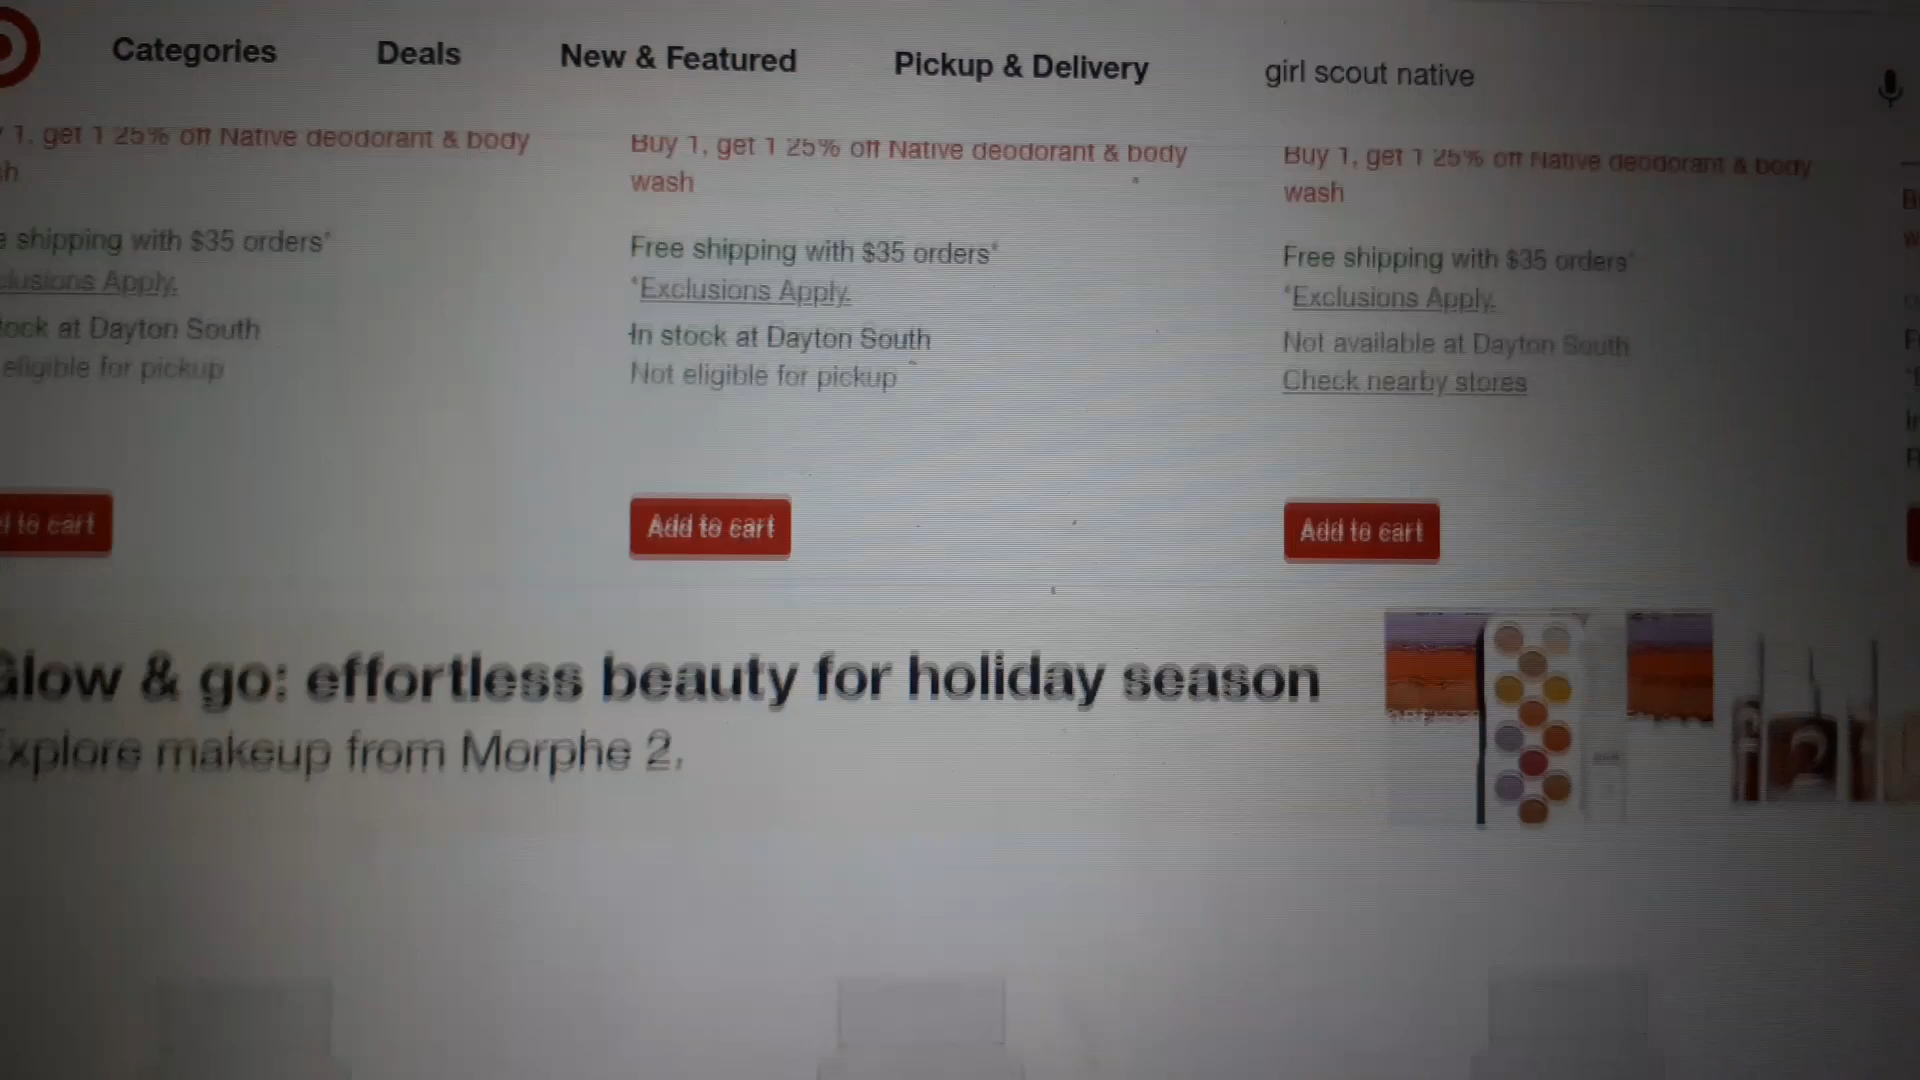 Categories Deals New & Featured Pickup & Delivery girl scout native
1, get 1 25% off Native deodorant & body
Buy 1, get 1 25% off Native deodorant & body
wash
Buy 1, get 1 25% off Native deodorant & body
wash
shipping with $35 orders*
Apply.
at Dayton South
eligible for pickup
Free shipping with $35 orders*
*Exclusions Apply.
In stock at Dayton South
Not eligible for pickup
Free shipping with $35 orders*
*Exclusions Apply.
Not available at Dayton South
Check nearby stores
to cart
Add to cart
Add to cart
Glow & go: effortless beauty for holiday season
Explore makeup from Morphe 2.